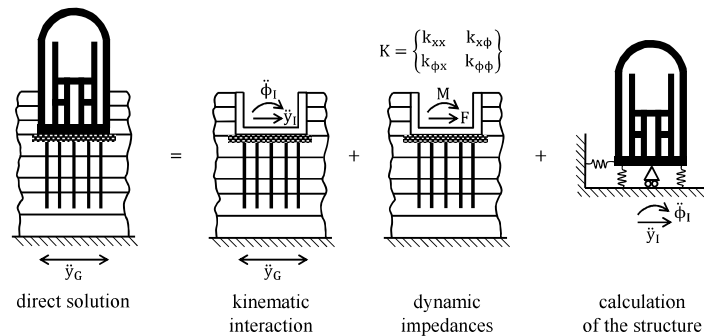 K = {k_xx k_xϕ
k_ϕx k_ϕϕ}
ϕ̈_I
ÿ_I
M
F
=
+
+
ϕ̈_I
ÿ_I
ÿ_G
ÿ_G
direct solution
kinematic
interaction
dynamic
impedances
calculation
of the structure